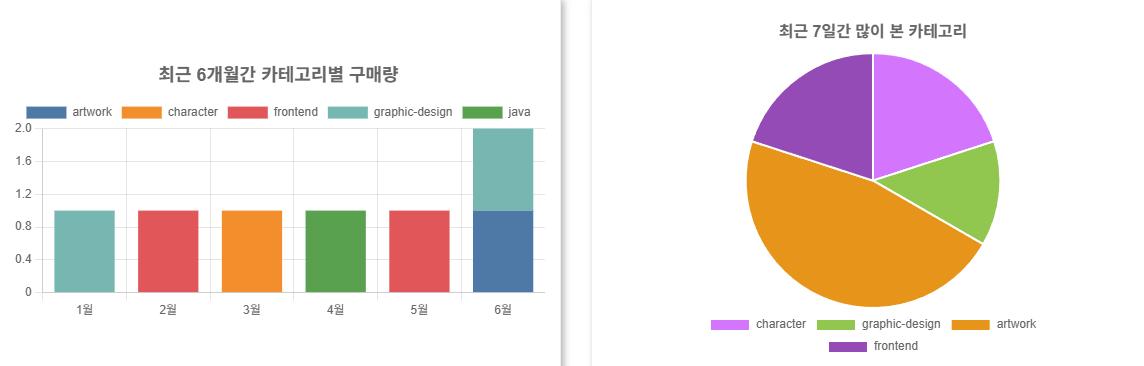 최근 6개월간 카테고리별 구매량
artwork character frontend graphic-design java
2.0
1.6
1.2
0.8
0.4
0
1월 2월 3월 4월 5월 6월
최근 7일간 많이 본 카테고리
character graphic-design artwork
frontend